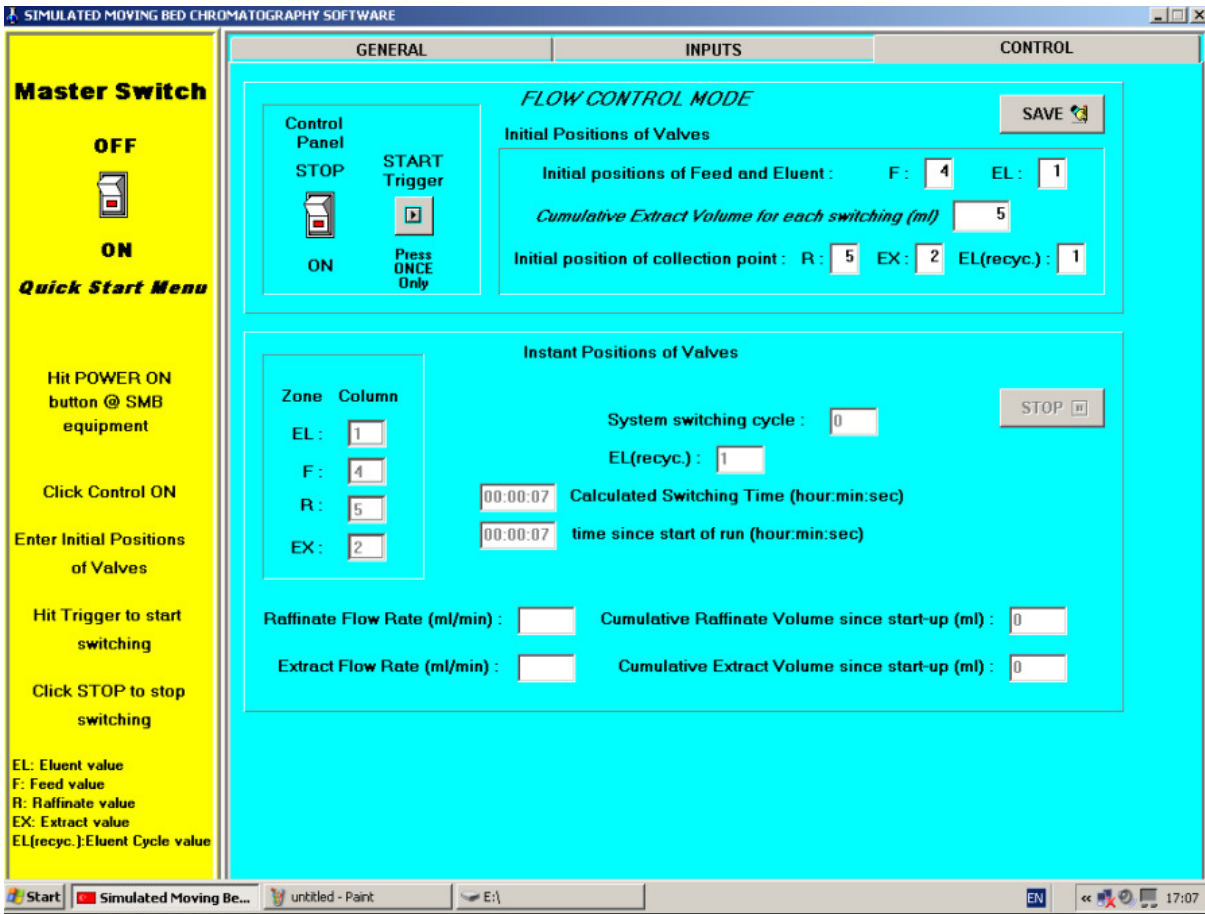 SIMULATED MOVING BED CHROMATOGRAPHY SOFTWARE
Master Switch
OFF
ON
Quick Start Menu
Hit POWER ON
button @ SMB
equipment
Click Control ON
Enter Initial Positions
of Valves
Hit Trigger to start
switching
Click STOP to stop
switching
EL: Eluent value
F: Feed value
R: Raffinate value
EX: Extract value
EL(recyc.):Eluent Cycle value
GENERAL INPUTS CONTROL
FLOW CONTROL MODE
SAVE
Control
Panel
STOP
ON
START
Trigger
Press
ONCE
Only
Initial Positions of Valves
Initial positions of Feed and Eluent : F : 4 EL : 1
Cumulative Extract Volume for each switching (ml) 5
Initial position of collection point : R : 5 EX : 2 EL(recyc.) : 1
Instant Positions of Valves
Zone Column
EL : 1
F : 4
R : 5
EX : 2
System switching cycle : 0
STOP
EL(recyc.) : 1
00:00:07 Calculated Switching Time (hour:min:sec)
00:00:07 time since start of run (hour:min:sec)
Raffinate Flow Rate (ml/min) : Cumulative Raffinate Volume since start-up (ml) : 0
Extract Flow Rate (ml/min) : Cumulative Extract Volume since start-up (ml) : 0
Start Simulated Moving Be... untitled - Paint E:\ EN « 17:07